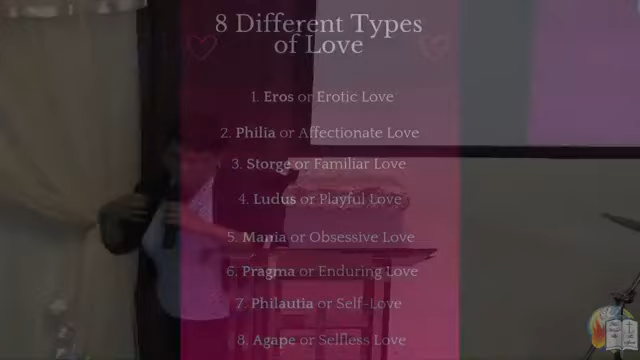 8 Different Types
of Love
1. Eros or Erotic Love
2. Philia or Affectionate Love
3. Storge or Familiar Love
4. Ludus or Playful Love
5. Mania or Obsessive Love
6. Pragma or Enduring Love
7. Philautia or Self-Love
8. Agape or Selfless Love